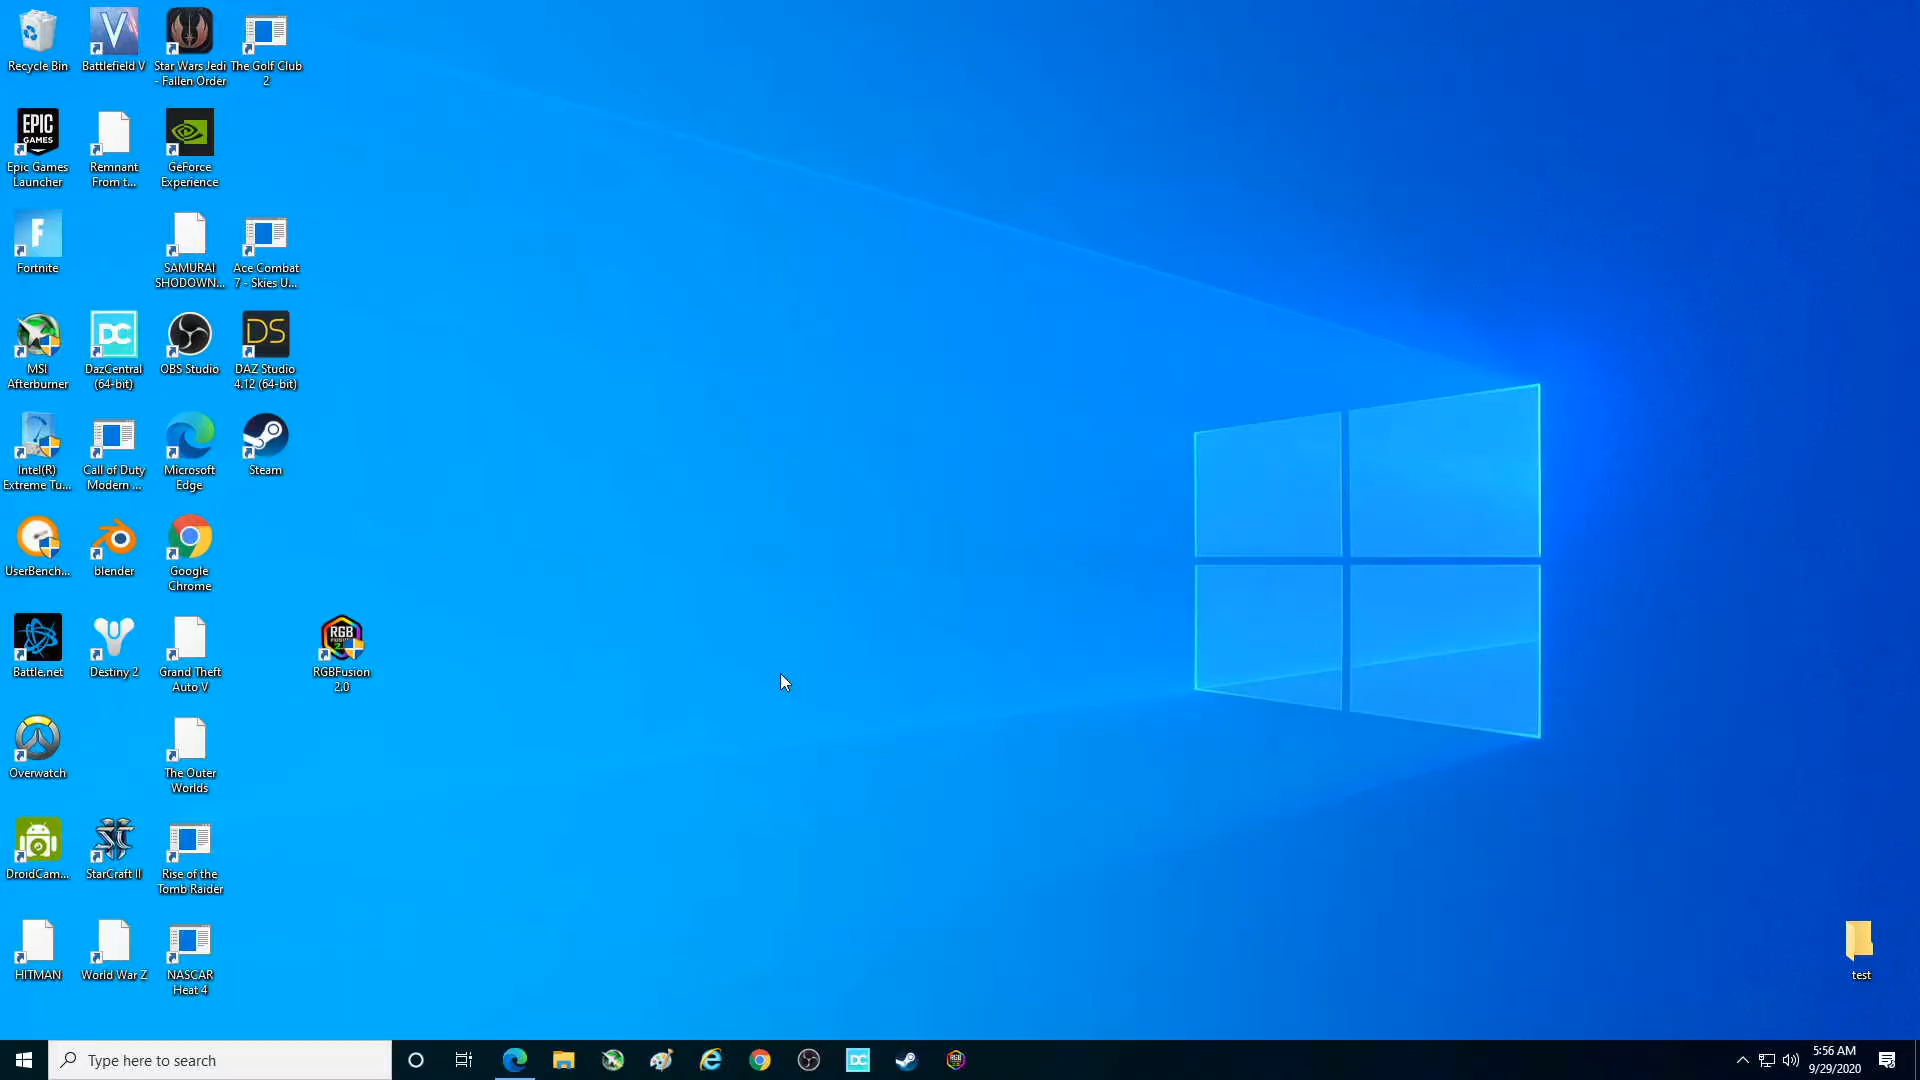 Recycle Bin
Battlefield V
Star Wars Jedi
- Fallen Order
The Golf Club
2
EPIC
GAMES
Epic Games
Launcher
Remnant
From t...
GeForce
Experience
F
Fortnite
SAMURAI
SHODOWN...
Ace Combat
7 - Skies U...
MSI
Afterburner
DC
DazCentral
(64-bit)
OBS Studio
DS
DAZ Studio
4.12 (64-bit)
Intel(R)
Extreme Tu...
Call of Duty
Modern ...
Microsoft
Edge
Steam
UserBench...
blender
Google
Chrome
Battle.net
Destiny 2
Grand Theft
Auto V
RGB
RGBFusion
2.0
Overwatch
The Outer
Worlds
DroidCam...
StarCraft II
Rise of the
Tomb Raider
HITMAN
World War Z
NASCAR
Heat 4
test
Type here to search
DC
5:56 AM
9/29/2020